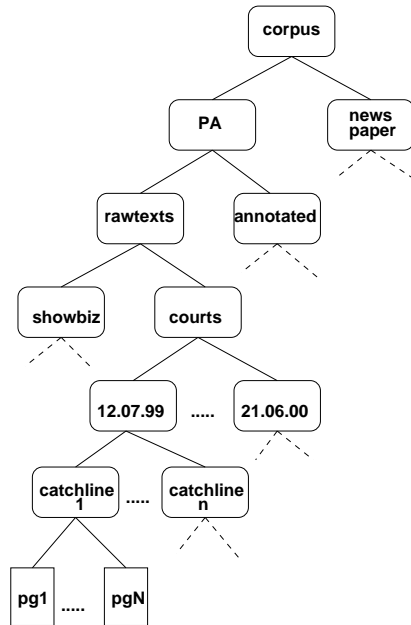 corpus
PA
news
paper
rawtexts
annotated
showbiz
courts
12.07.99 ..... 21.06.00
catchline
1
.....
catchline
n
pg1 ..... pgN